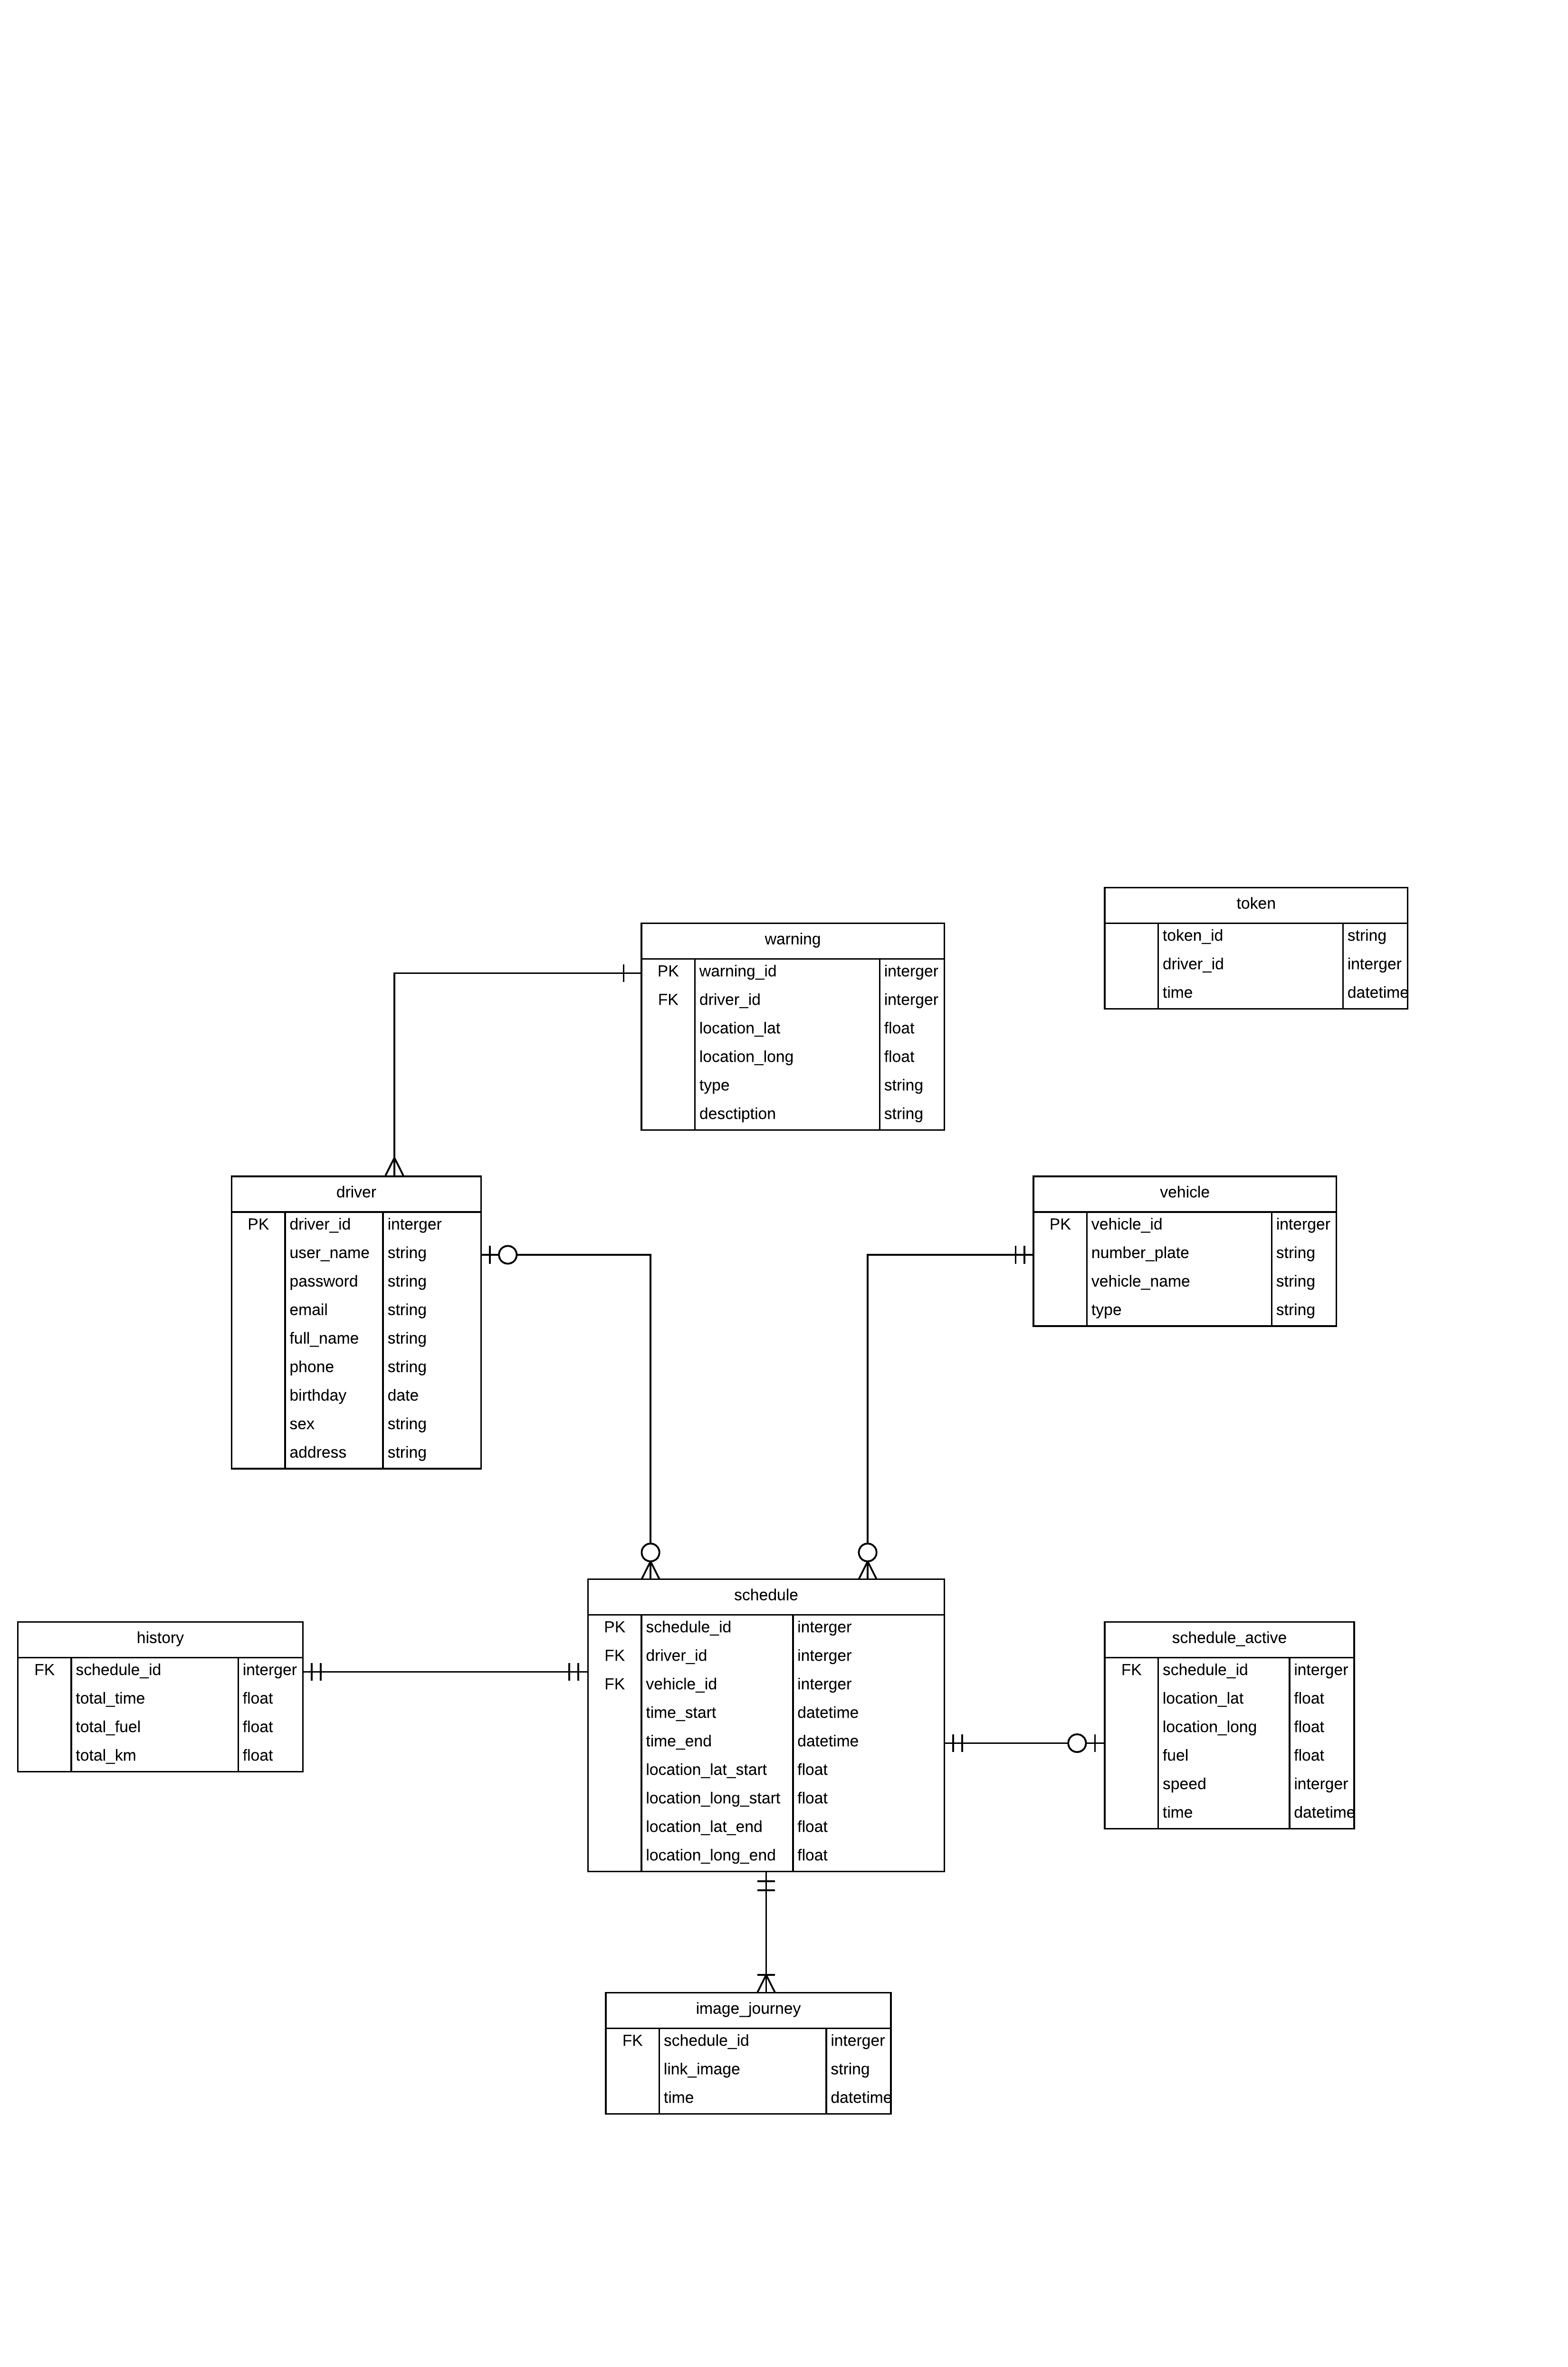 token
token_id string
driver_id interger
time datetime
warning
PK warning_id interger
FK driver_id interger
location_lat float
location_long float
type string
desctiption string
driver
PK driver_id interger
user_name string
password string
email string
full_name string
phone string
birthday date
sex string
address string
vehicle
PK vehicle_id interger
number_plate string
vehicle_name string
type string
schedule
PK schedule_id interger
FK driver_id interger
FK vehicle_id interger
time_start datetime
time_end datetime
location_lat_start float
location_long_start float
location_lat_end float
location_long_end float
history
FK schedule_id interger
total_time float
total_fuel float
total_km float
schedule_active
FK schedule_id interger
location_lat float
location_long float
fuel float
speed interger
time datetime
image_journey
FK schedule_id interger
link_image string
time datetime